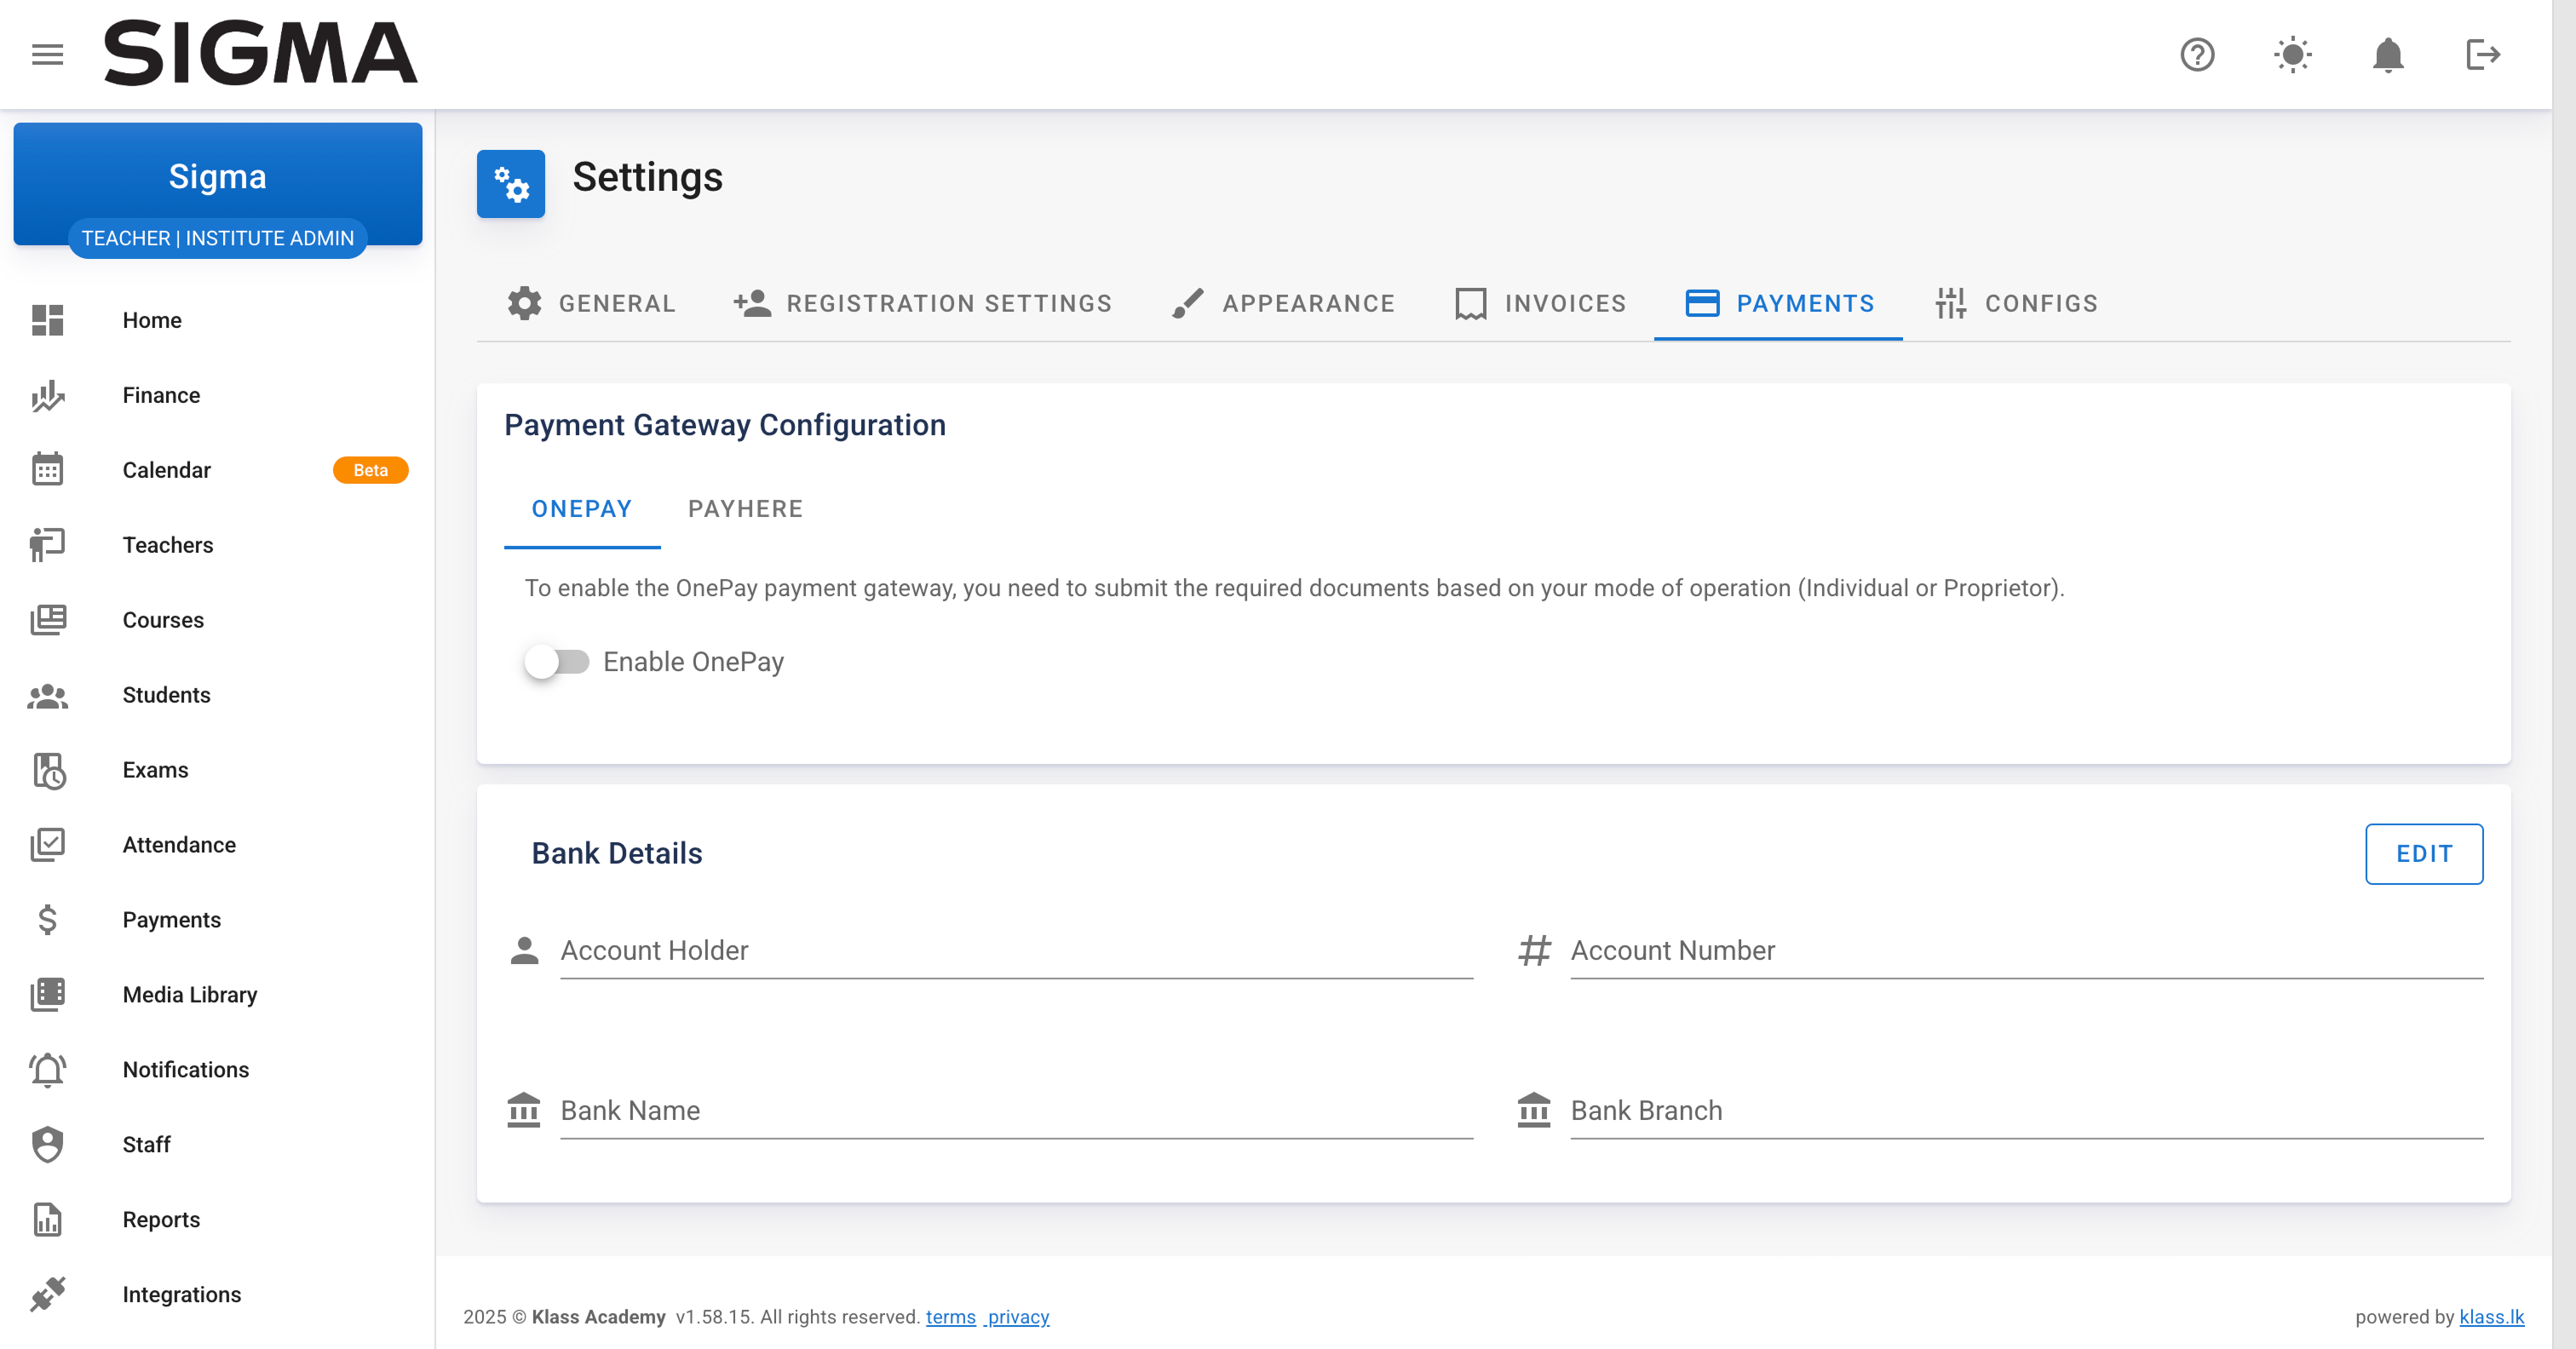 SIGMA
Sigma
TEACHER | INSTITUTE ADMIN
Home
Finance
Calendar Beta
Teachers
Courses
Students
Exams
Attendance
Payments
Media Library
Notifications
Staff
Reports
Integrations
Settings
GENERAL REGISTRATION SETTINGS APPEARANCE INVOICES PAYMENTS CONFIGS
Payment Gateway Configuration
ONEPAY PAYHERE
To enable the OnePay payment gateway, you need to submit the required documents based on your mode of operation (Individual or Proprietor).
Enable OnePay
Bank Details EDIT
Account Holder # Account Number
Bank Name Bank Branch
2025 © Klass Academy v1.58.15. All rights reserved. terms privacy powered by klass.lk